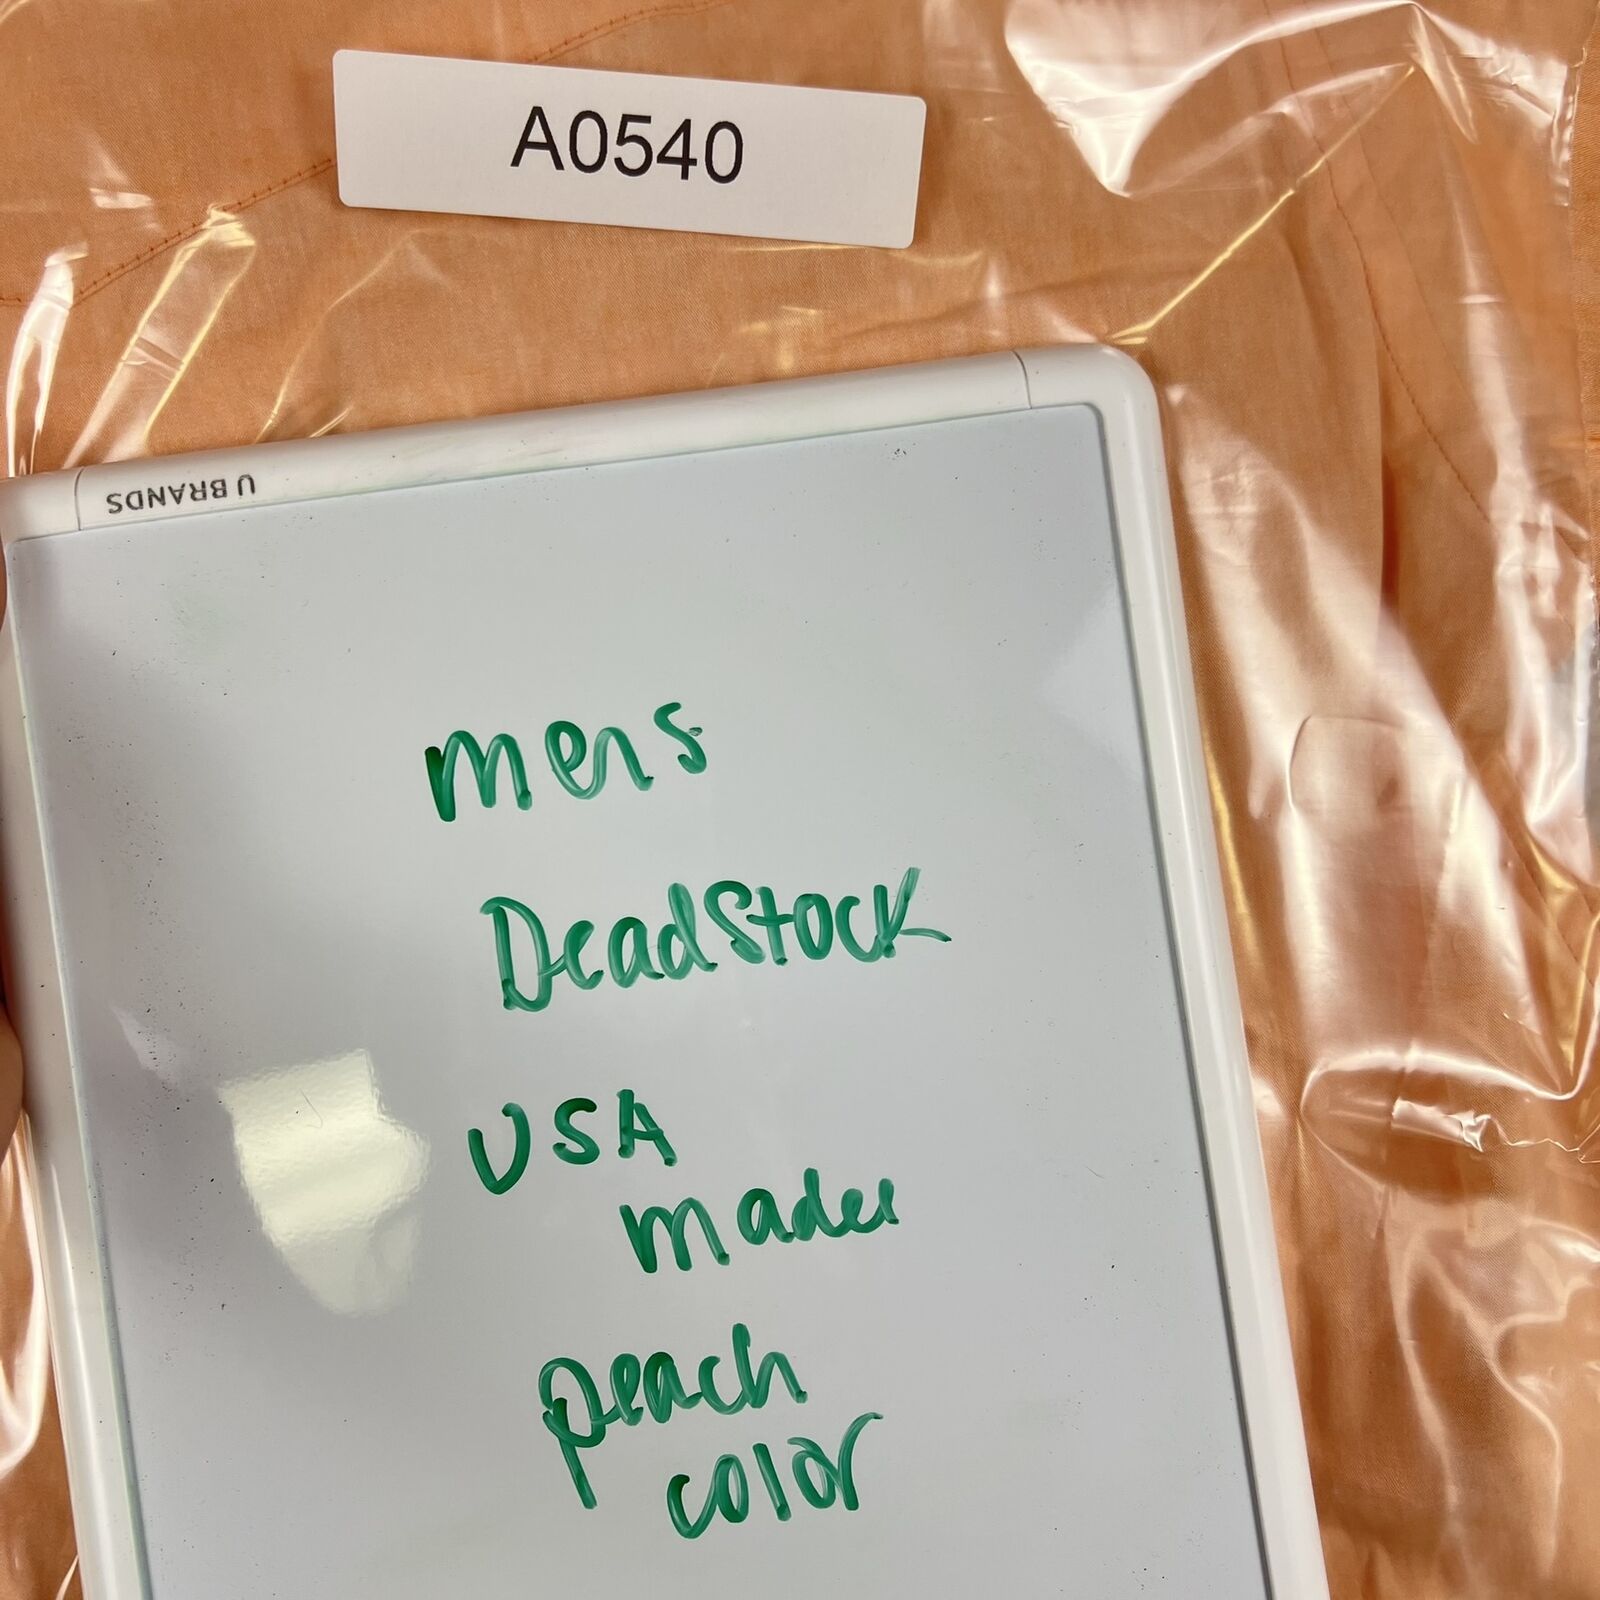 A0540
U BRANDS
mens
DeadStock
USA
made
peach
color